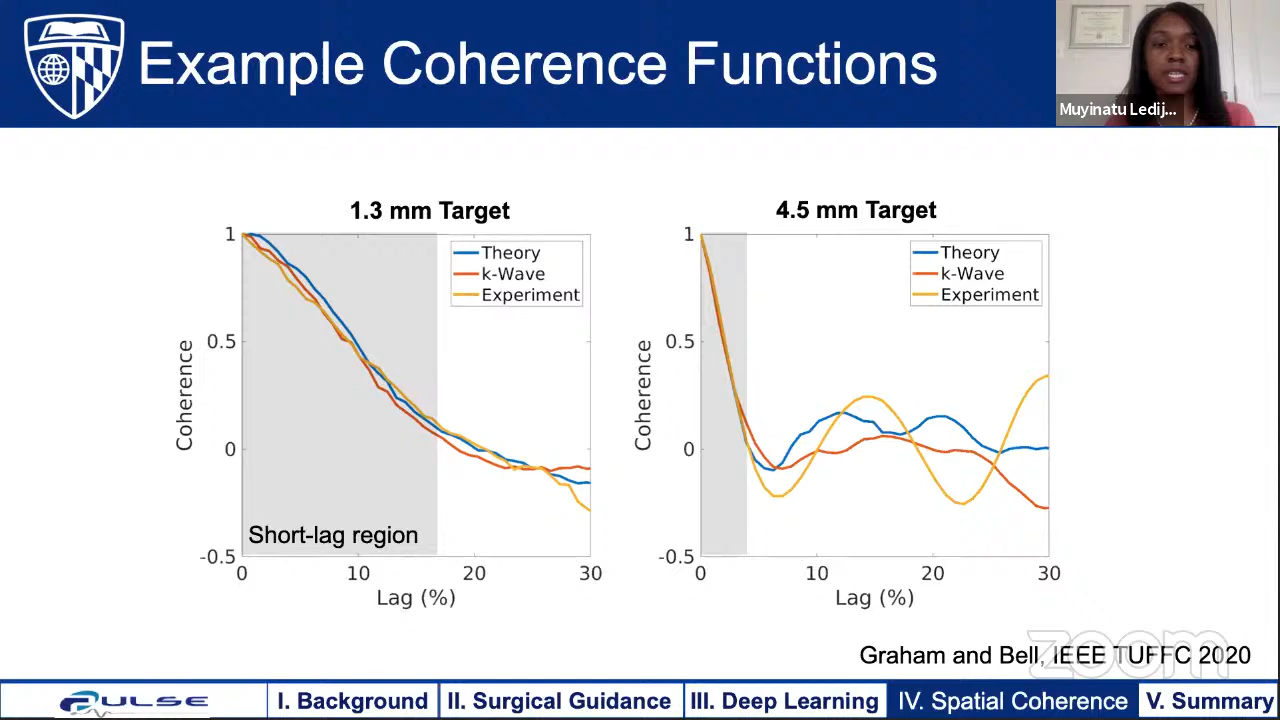 Example Coherence Functions
Muyinatu Ledij...
1.3 mm Target
1
0.5
0
-0.5
Coherence
Theory
k-Wave
Experiment
Short-lag region
0 10 20 30
Lag (%)
4.5 mm Target
1
0.5
0
-0.5
Coherence
Theory
k-Wave
Experiment
0 10 20 30
Lag (%)
zoom
Graham and Bell, IEEE TUFFC 2020
PULSE I. Background II. Surgical Guidance III. Deep Learning IV. Spatial Coherence V. Summary